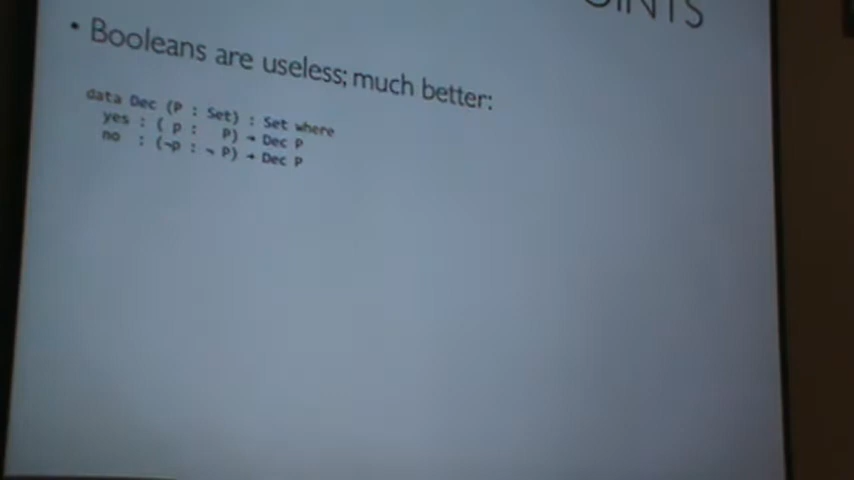 • Booleans are useless; much better:
data Dec (P : Set) : Set where
yes : ( p : P) → Dec P
no : (¬p : ¬ P) → Dec P